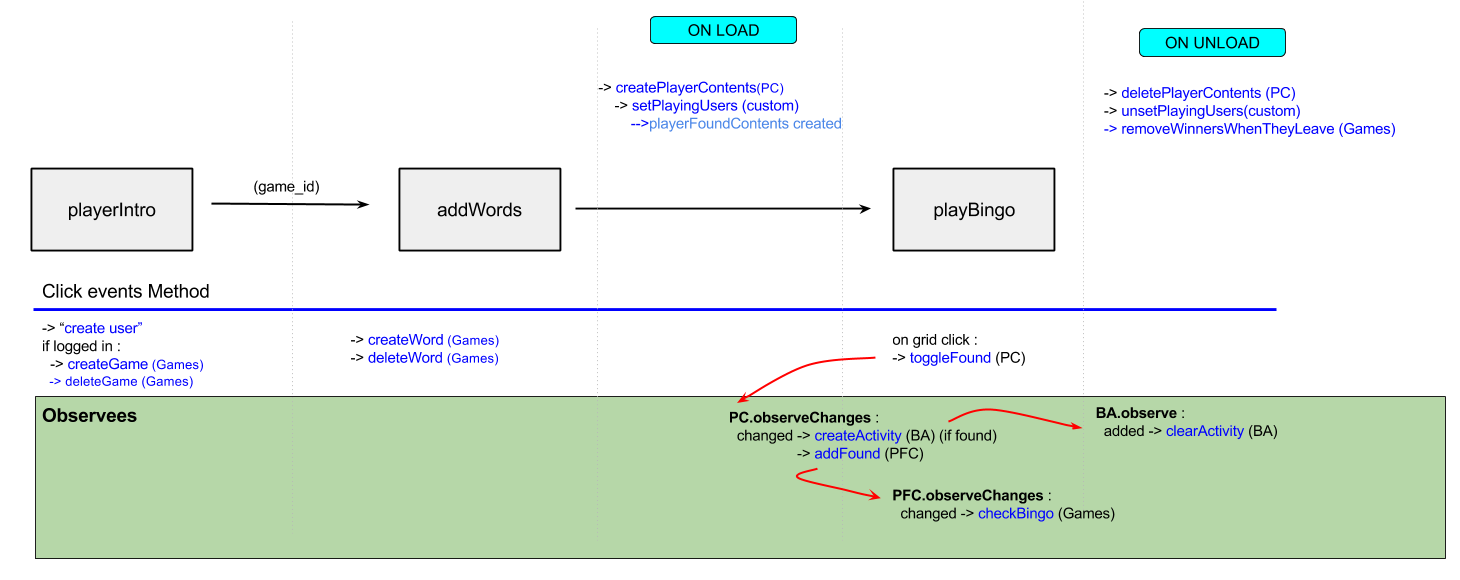 ON LOAD
ON UNLOAD
-> createPlayerContents(PC)
-> setPlayingUsers (custom)
-->playerFoundContents created
-> deletePlayerContents (PC)
-> unsetPlayingUsers(custom)
-> removeWinnersWhenTheyLeave (Games)
playerIntro
(game_id)
addWords
playBingo
Click events Method
-> “create user”
if logged in :
-> createGame (Games)
-> deleteGame (Games)
-> createWord (Games)
-> deleteWord (Games)
on grid click :
-> toggleFound (PC)
Observees
PC.observeChanges :
changed -> createActivity (BA) (if found)
-> addFound (PFC)
BA.observe :
added -> clearActivity (BA)
PFC.observeChanges :
changed -> checkBingo (Games)